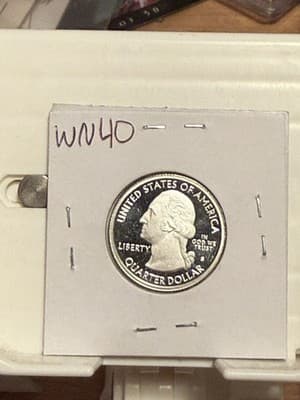 WN40
UNITED STATES OF AMERICA
LIBERTY
IN
GOD WE
TRUST
S
QUARTER DOLLAR